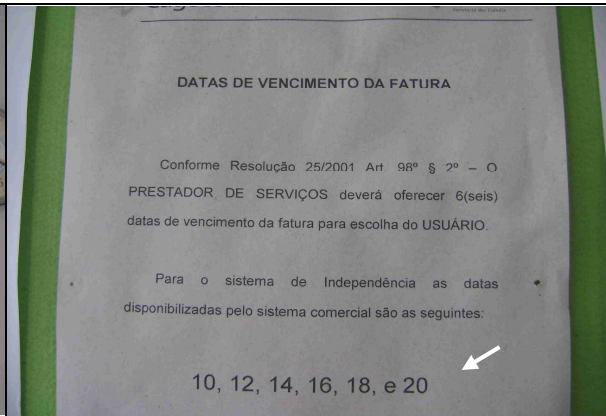 DATAS DE VENCIMENTO DA FATURA
Conforme Resolução 25/2001 Art. 98º § 2º – O
PRESTADOR DE SERVIÇOS deverá oferecer 6(seis)
datas de vencimento da fatura para escolha do USUÁRIO.
Para o sistema de Independência as datas
disponibilizadas pelo sistema comercial são as seguintes:
10, 12, 14, 16, 18, e 20